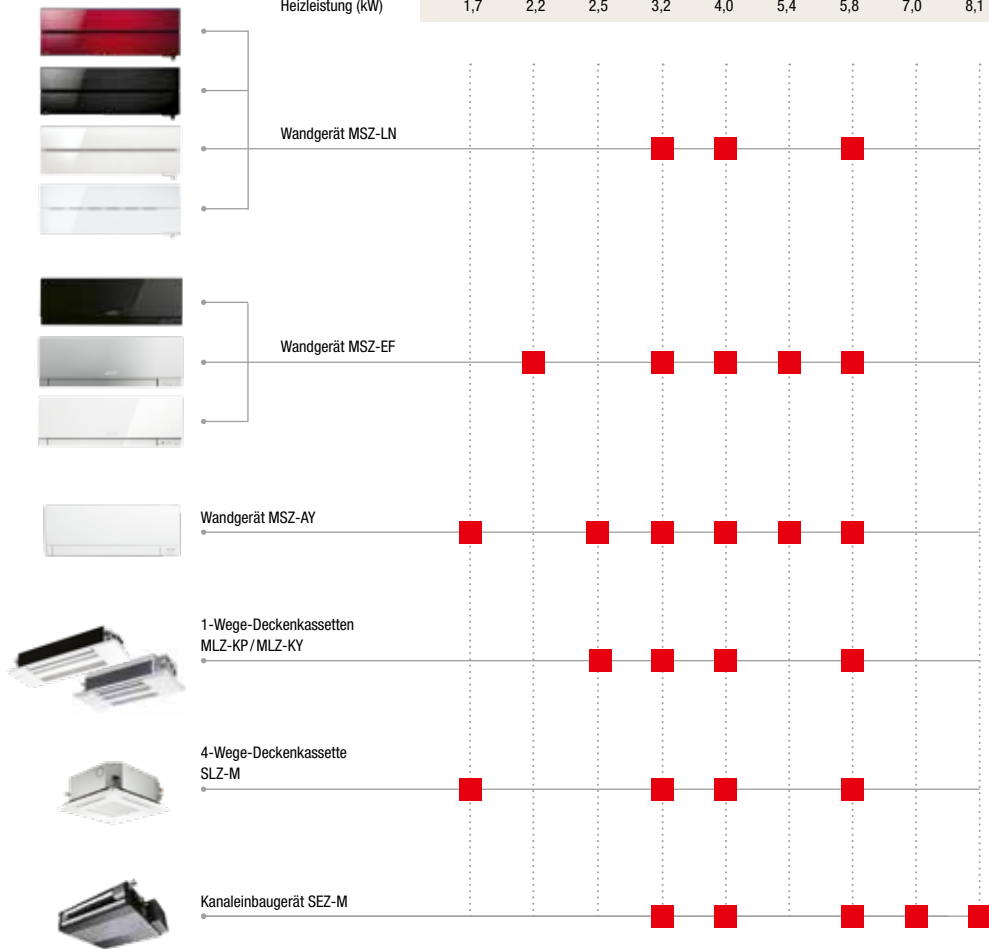 Heizleistung (kW) 1,7 2,2 2,5 3,2 4,0 5,4 5,8 7,0 8,1
Wandgerät MSZ-LN
Wandgerät MSZ-EF
Wandgerät MSZ-AY
1-Wege-Deckenkassetten
MLZ-KP/MLZ-KY
4-Wege-Deckenkassette
SLZ-M
Kanaleinbaugerät SEZ-M